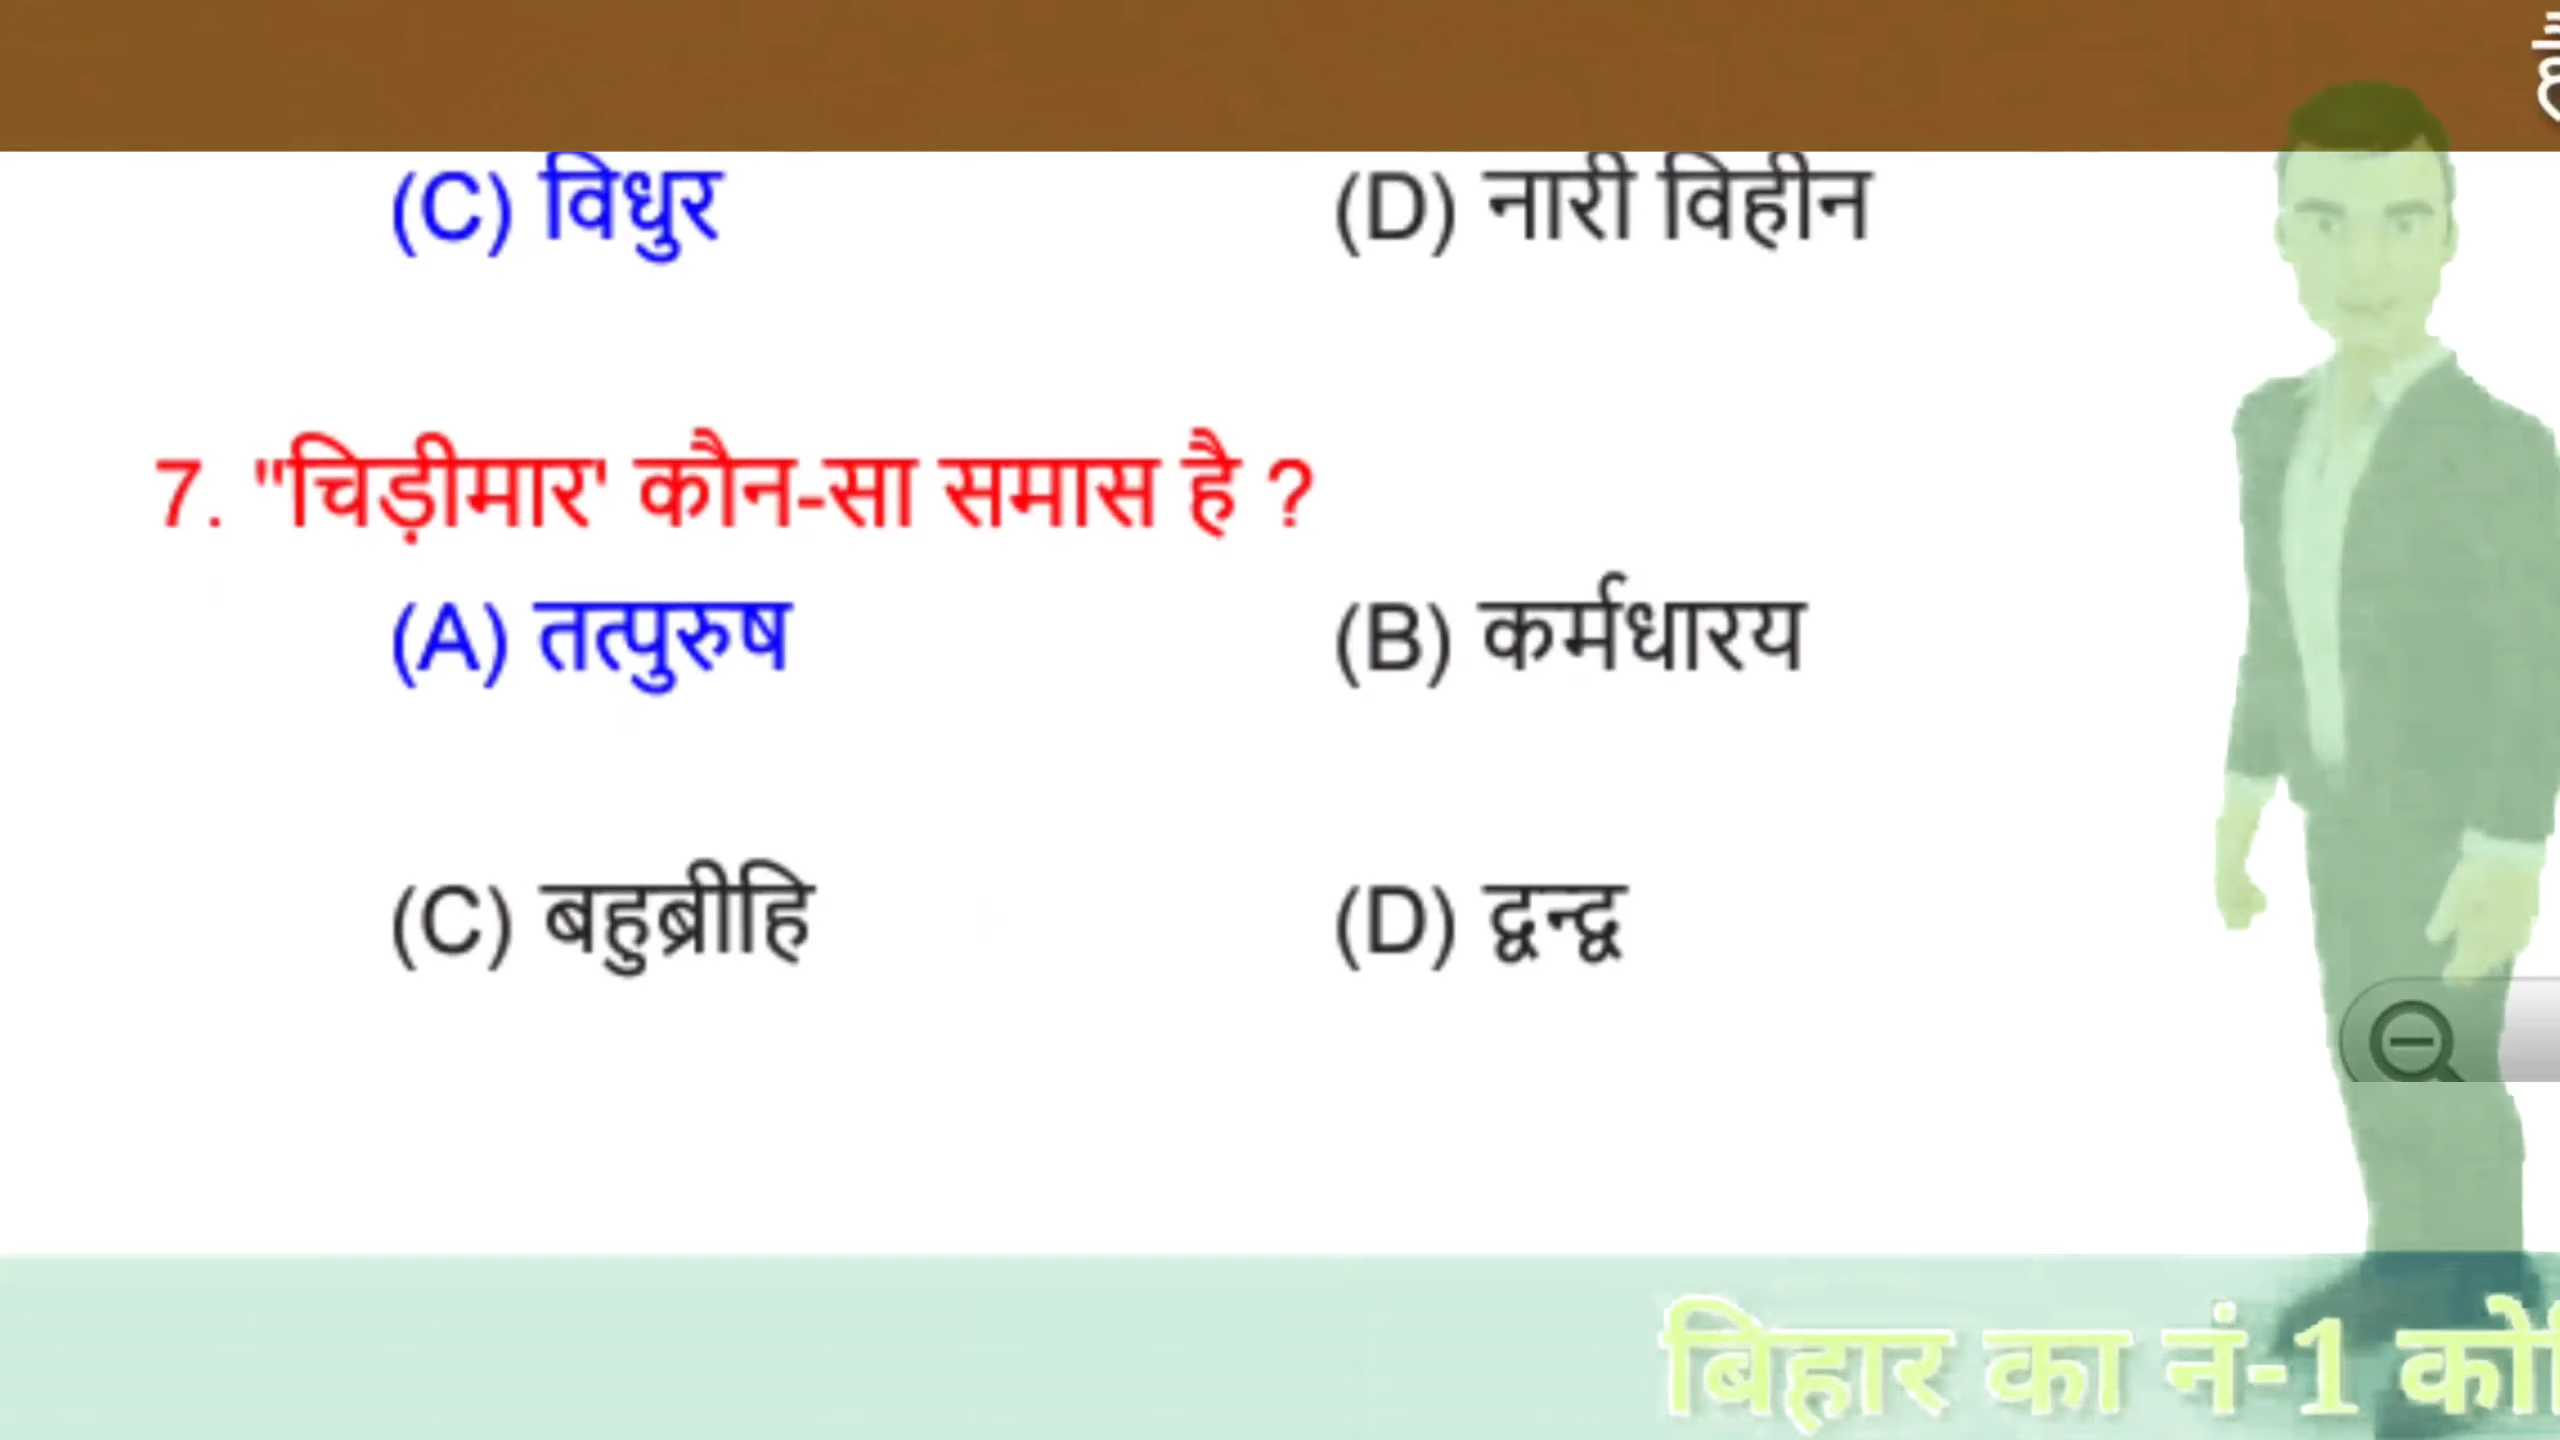 (C) विधुर (D) नारी विहीन
7. "चिड़ीमार' कौन-सा समास है ?
(A) तत्पुरुष (B) कर्मधारय
(C) बहुब्रीहि (D) द्वन्द्व
बिहार का नं-1